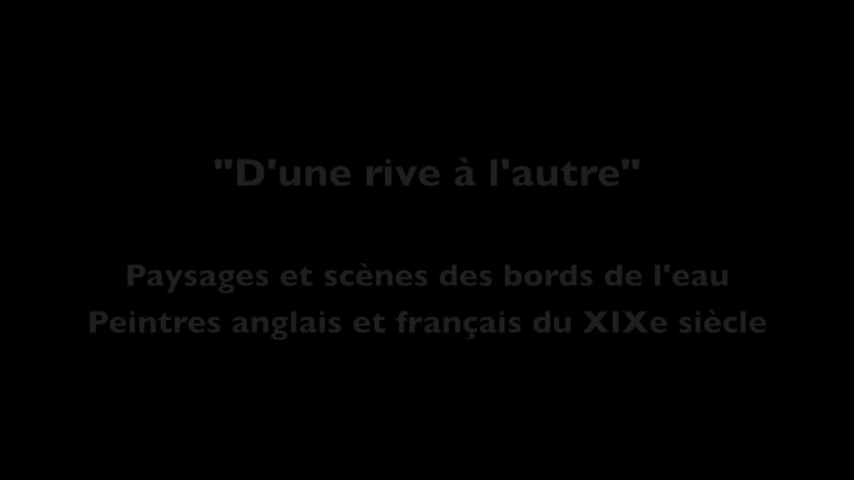 "D'une rive à l'autre"
Paysages et scènes des bords de l'eau
Peintres anglais et français du XIXe siècle